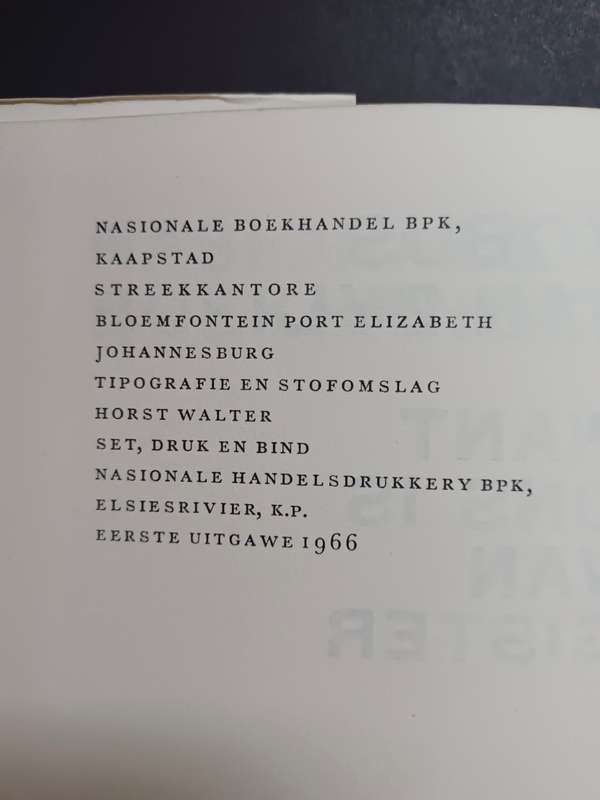 NASIONALE BOEKHANDEL BPK,
KAAPSTAD
STREEKKANTORE
BLOEMFONTEIN PORT ELIZABETH
JOHANNESBURG
TIPOGRAFIE EN STOFOMSLAG
HORST WALTER
SET, DRUK EN BIND
NASIONALE HANDELSDRUKKERY BPK,
ELSIESRIVIER, K.P.
EERSTE UITGAWE 1966